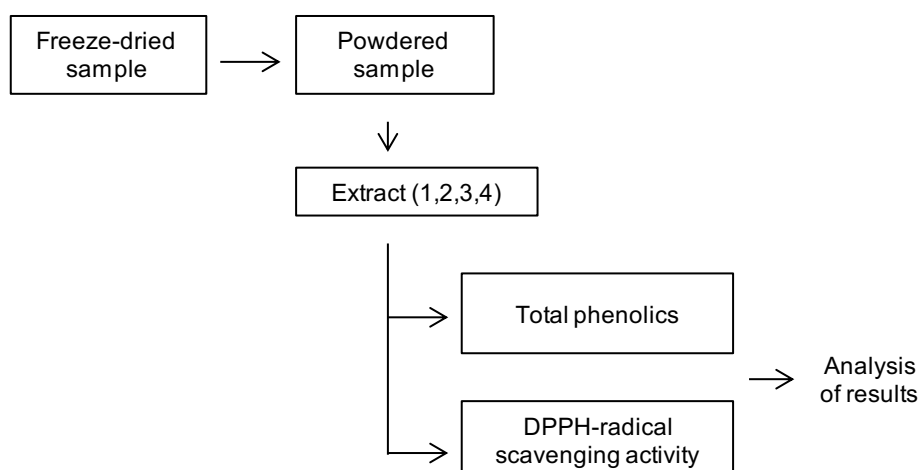 Freeze-dried
sample
Powdered
sample
Extract (1,2,3,4)
Total phenolics
Analysis
of results
DPPH-radical
scavenging activity